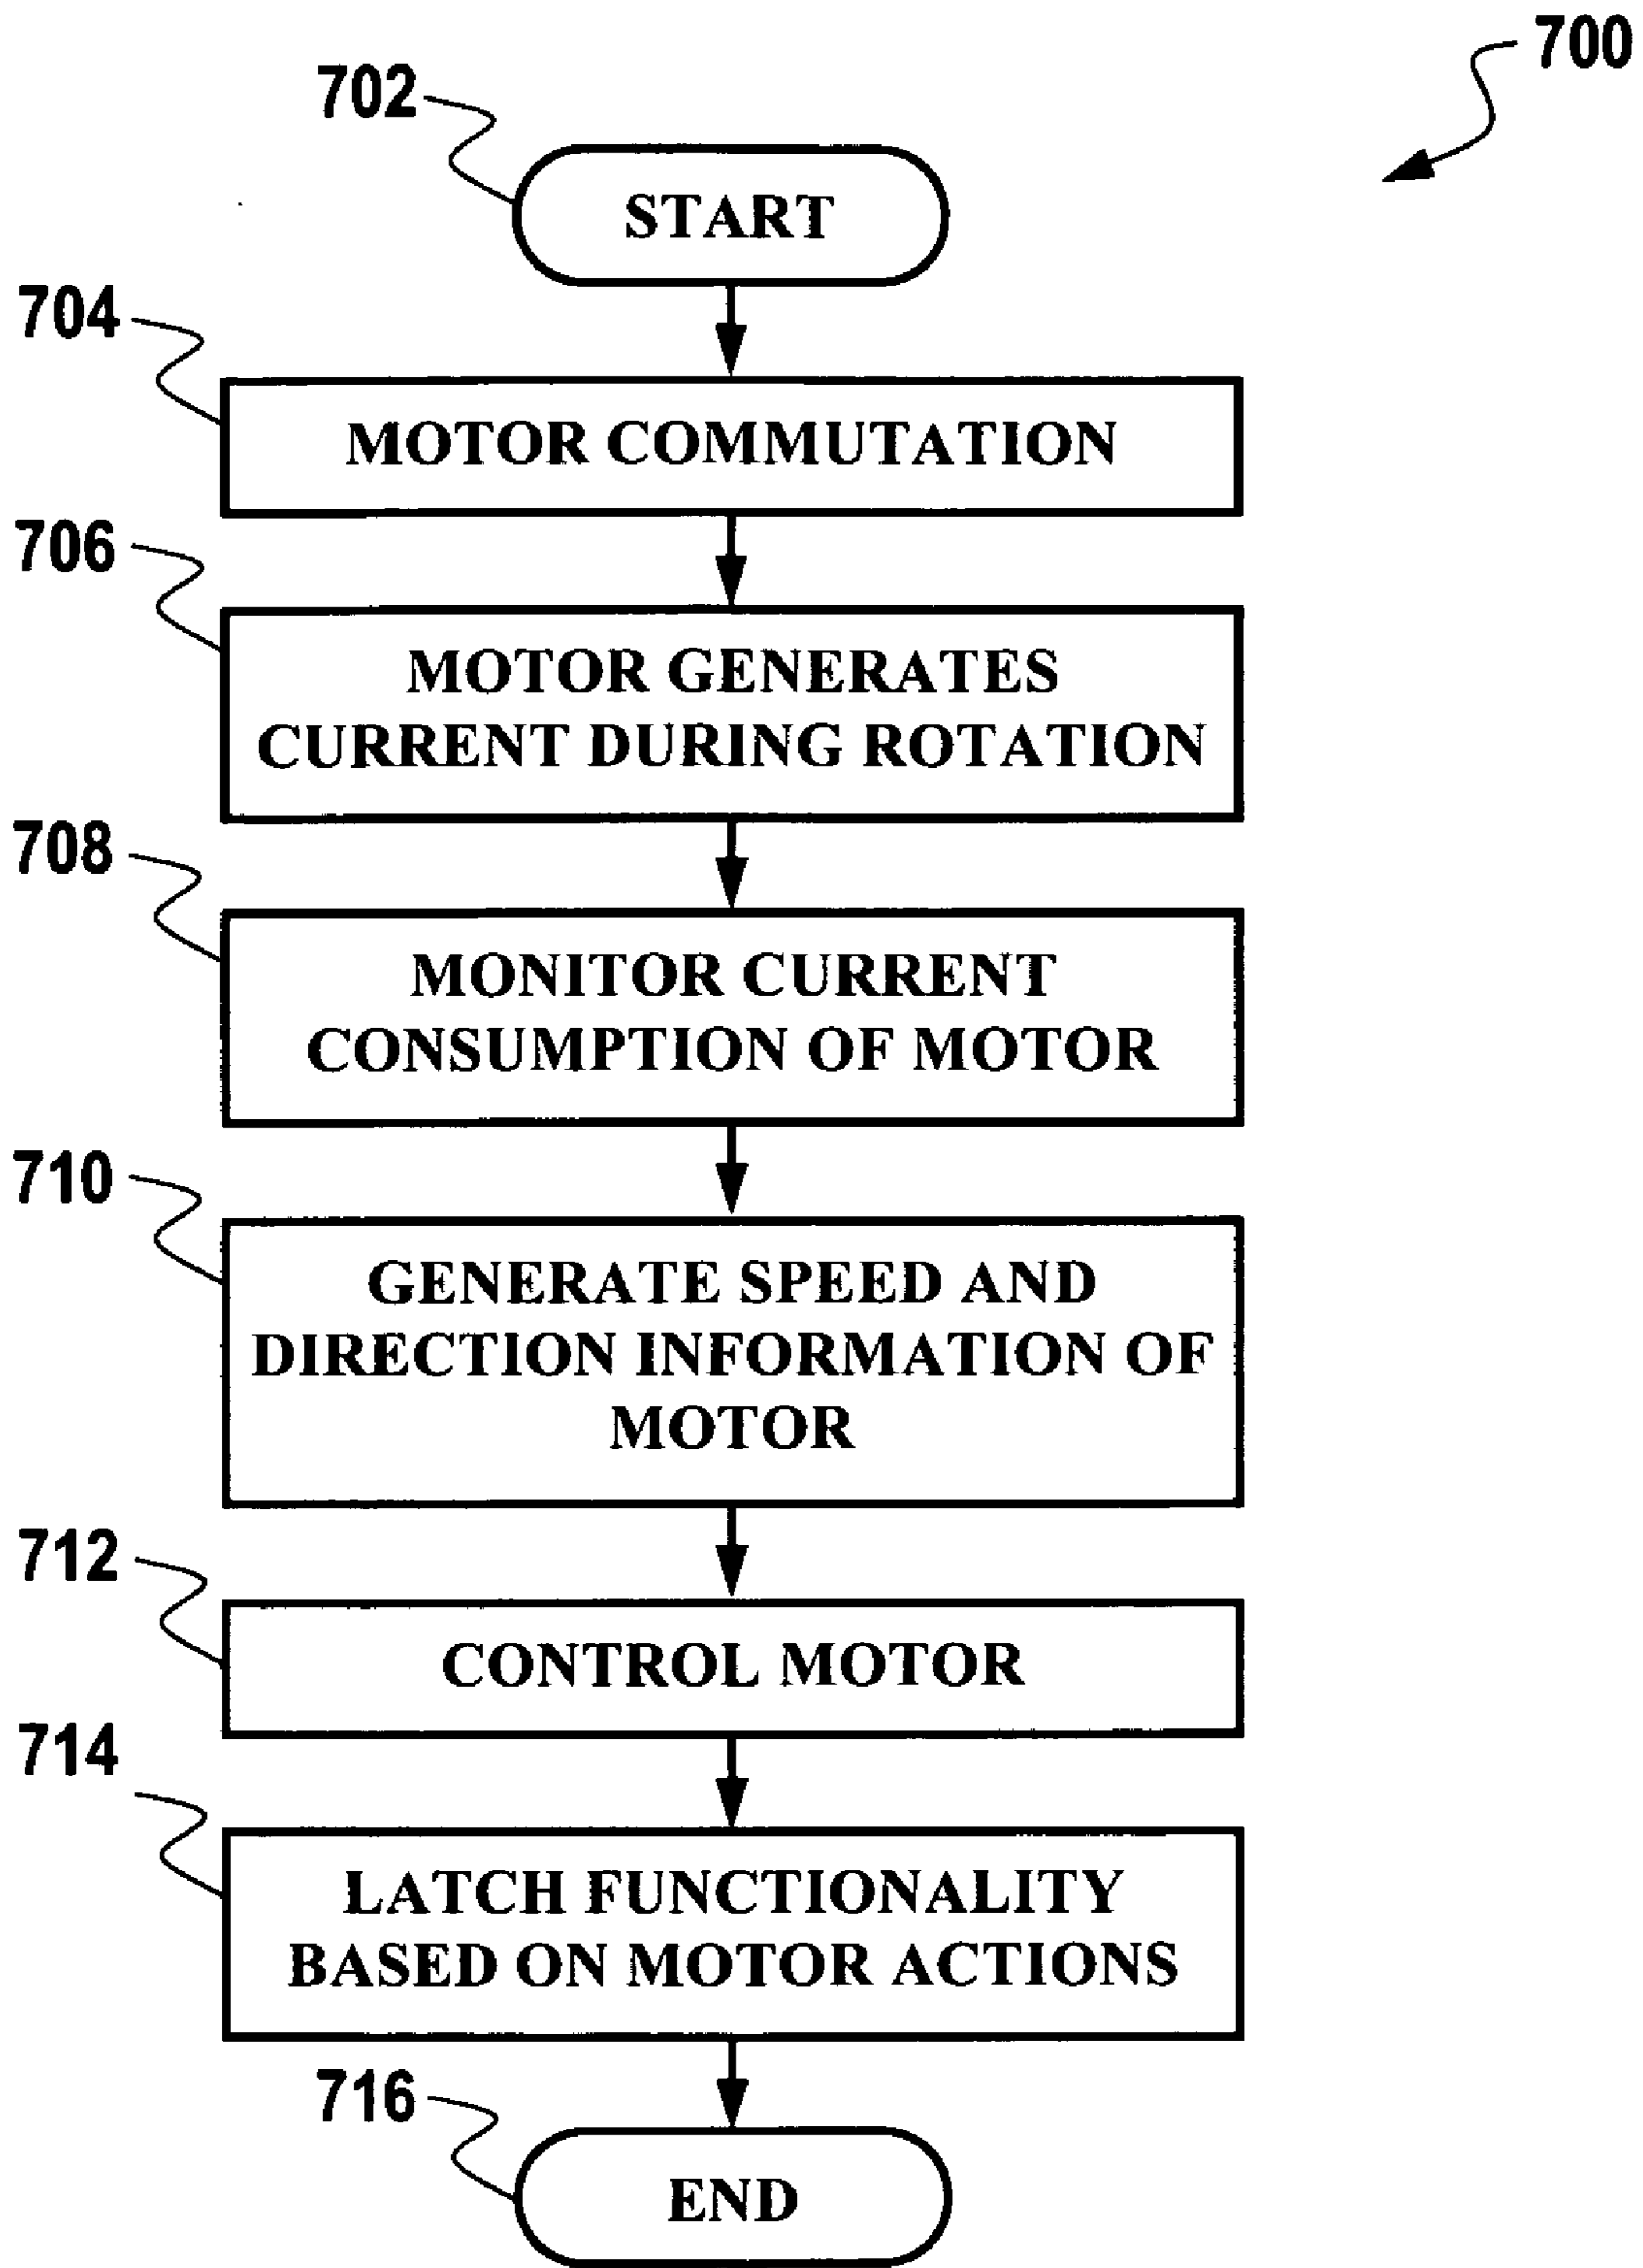 700
702
START
704
MOTOR COMMUTATION
706
MOTOR GENERATES
CURRENT DURING ROTATION
708
MONITOR CURRENT
CONSUMPTION OF MOTOR
710
GENERATE SPEED AND
DIRECTION INFORMATION OF
MOTOR
712
CONTROL MOTOR
714
LATCH FUNCTIONALITY
BASED ON MOTOR ACTIONS
716
END